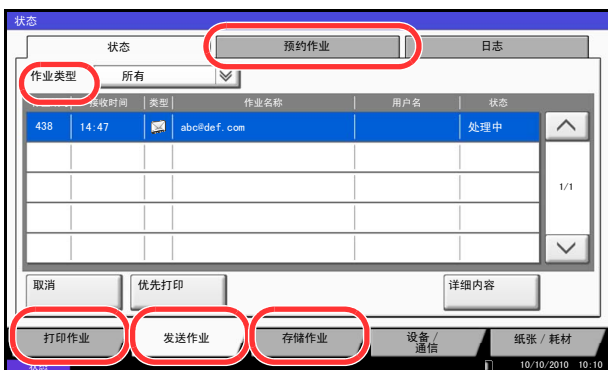 状态
状态 预约作业 日志
作业类型 所有
接收时间 类型 作业名称 用户名 状态
438 14:47 abc@def.com 处理中
1/1
取消 优先打印 详细内容
打印作业 发送作业 存储作业 设备/ 纸张/耗材
通信
状态 10/10/2010 10:10